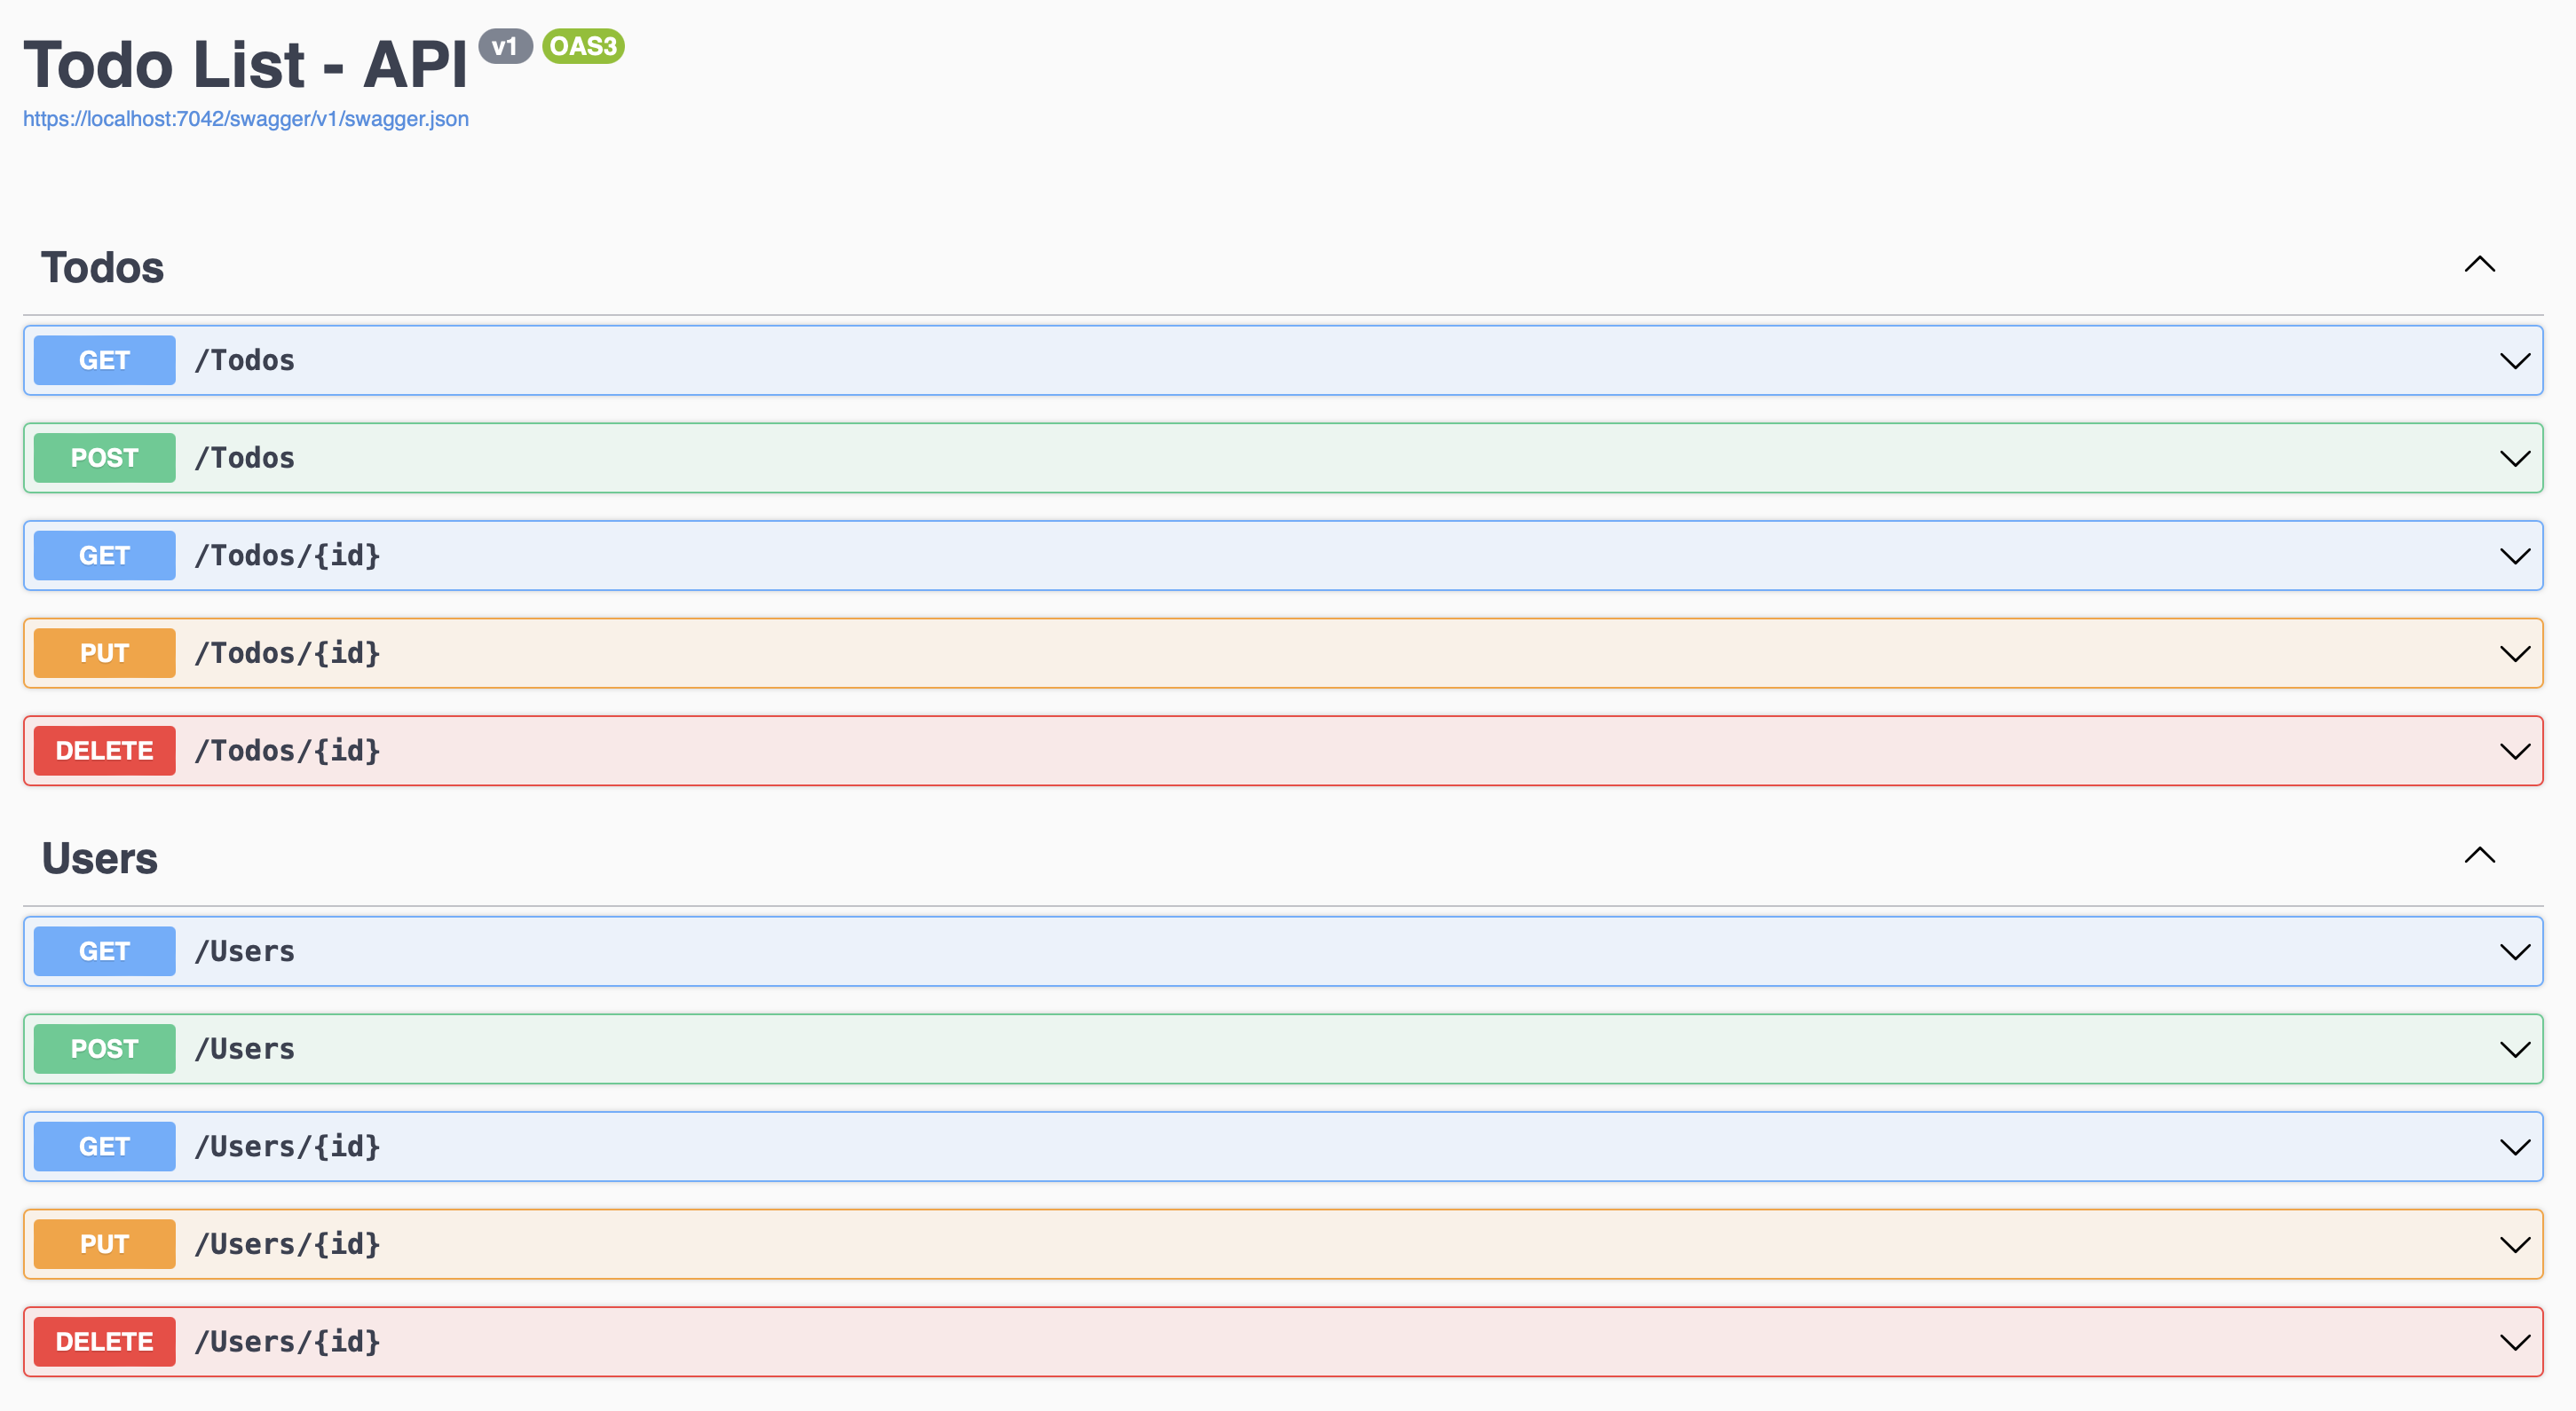 Todo List - API v1 OAS3
https://localhost:7042/swagger/v1/swagger.json
Todos
GET /Todos
POST /Todos
GET /Todos/{id}
PUT /Todos/{id}
DELETE /Todos/{id}
Users
GET /Users
POST /Users
GET /Users/{id}
PUT /Users/{id}
DELETE /Users/{id}